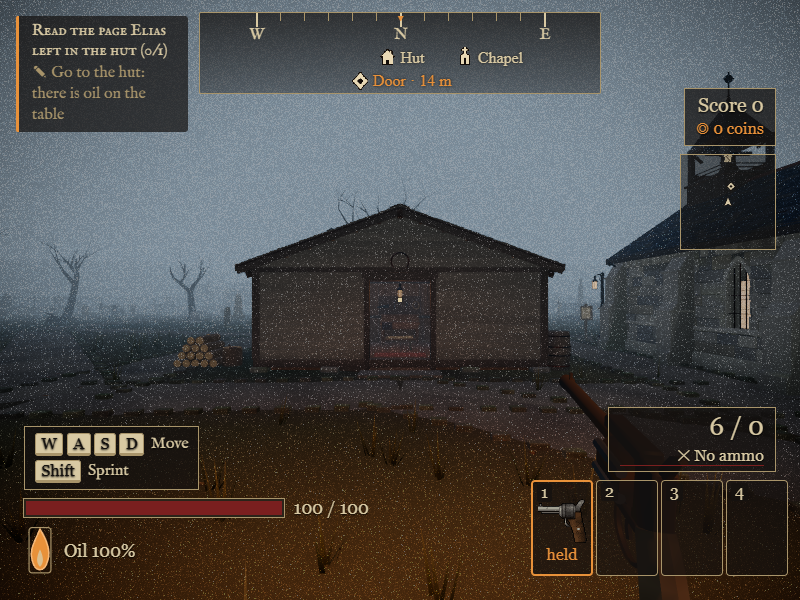 READ THE PAGE ELIAS
LEFT IN THE HUT (0/1)
Go to the hut:
there is oil on the
table
W N E
Hut Chapel
Door · 14 m
Score 0
0 coins
W A S D Move
Shift Sprint
100 / 100
Oil 100%
6 / 0
No ammo
1 2 3 4
held